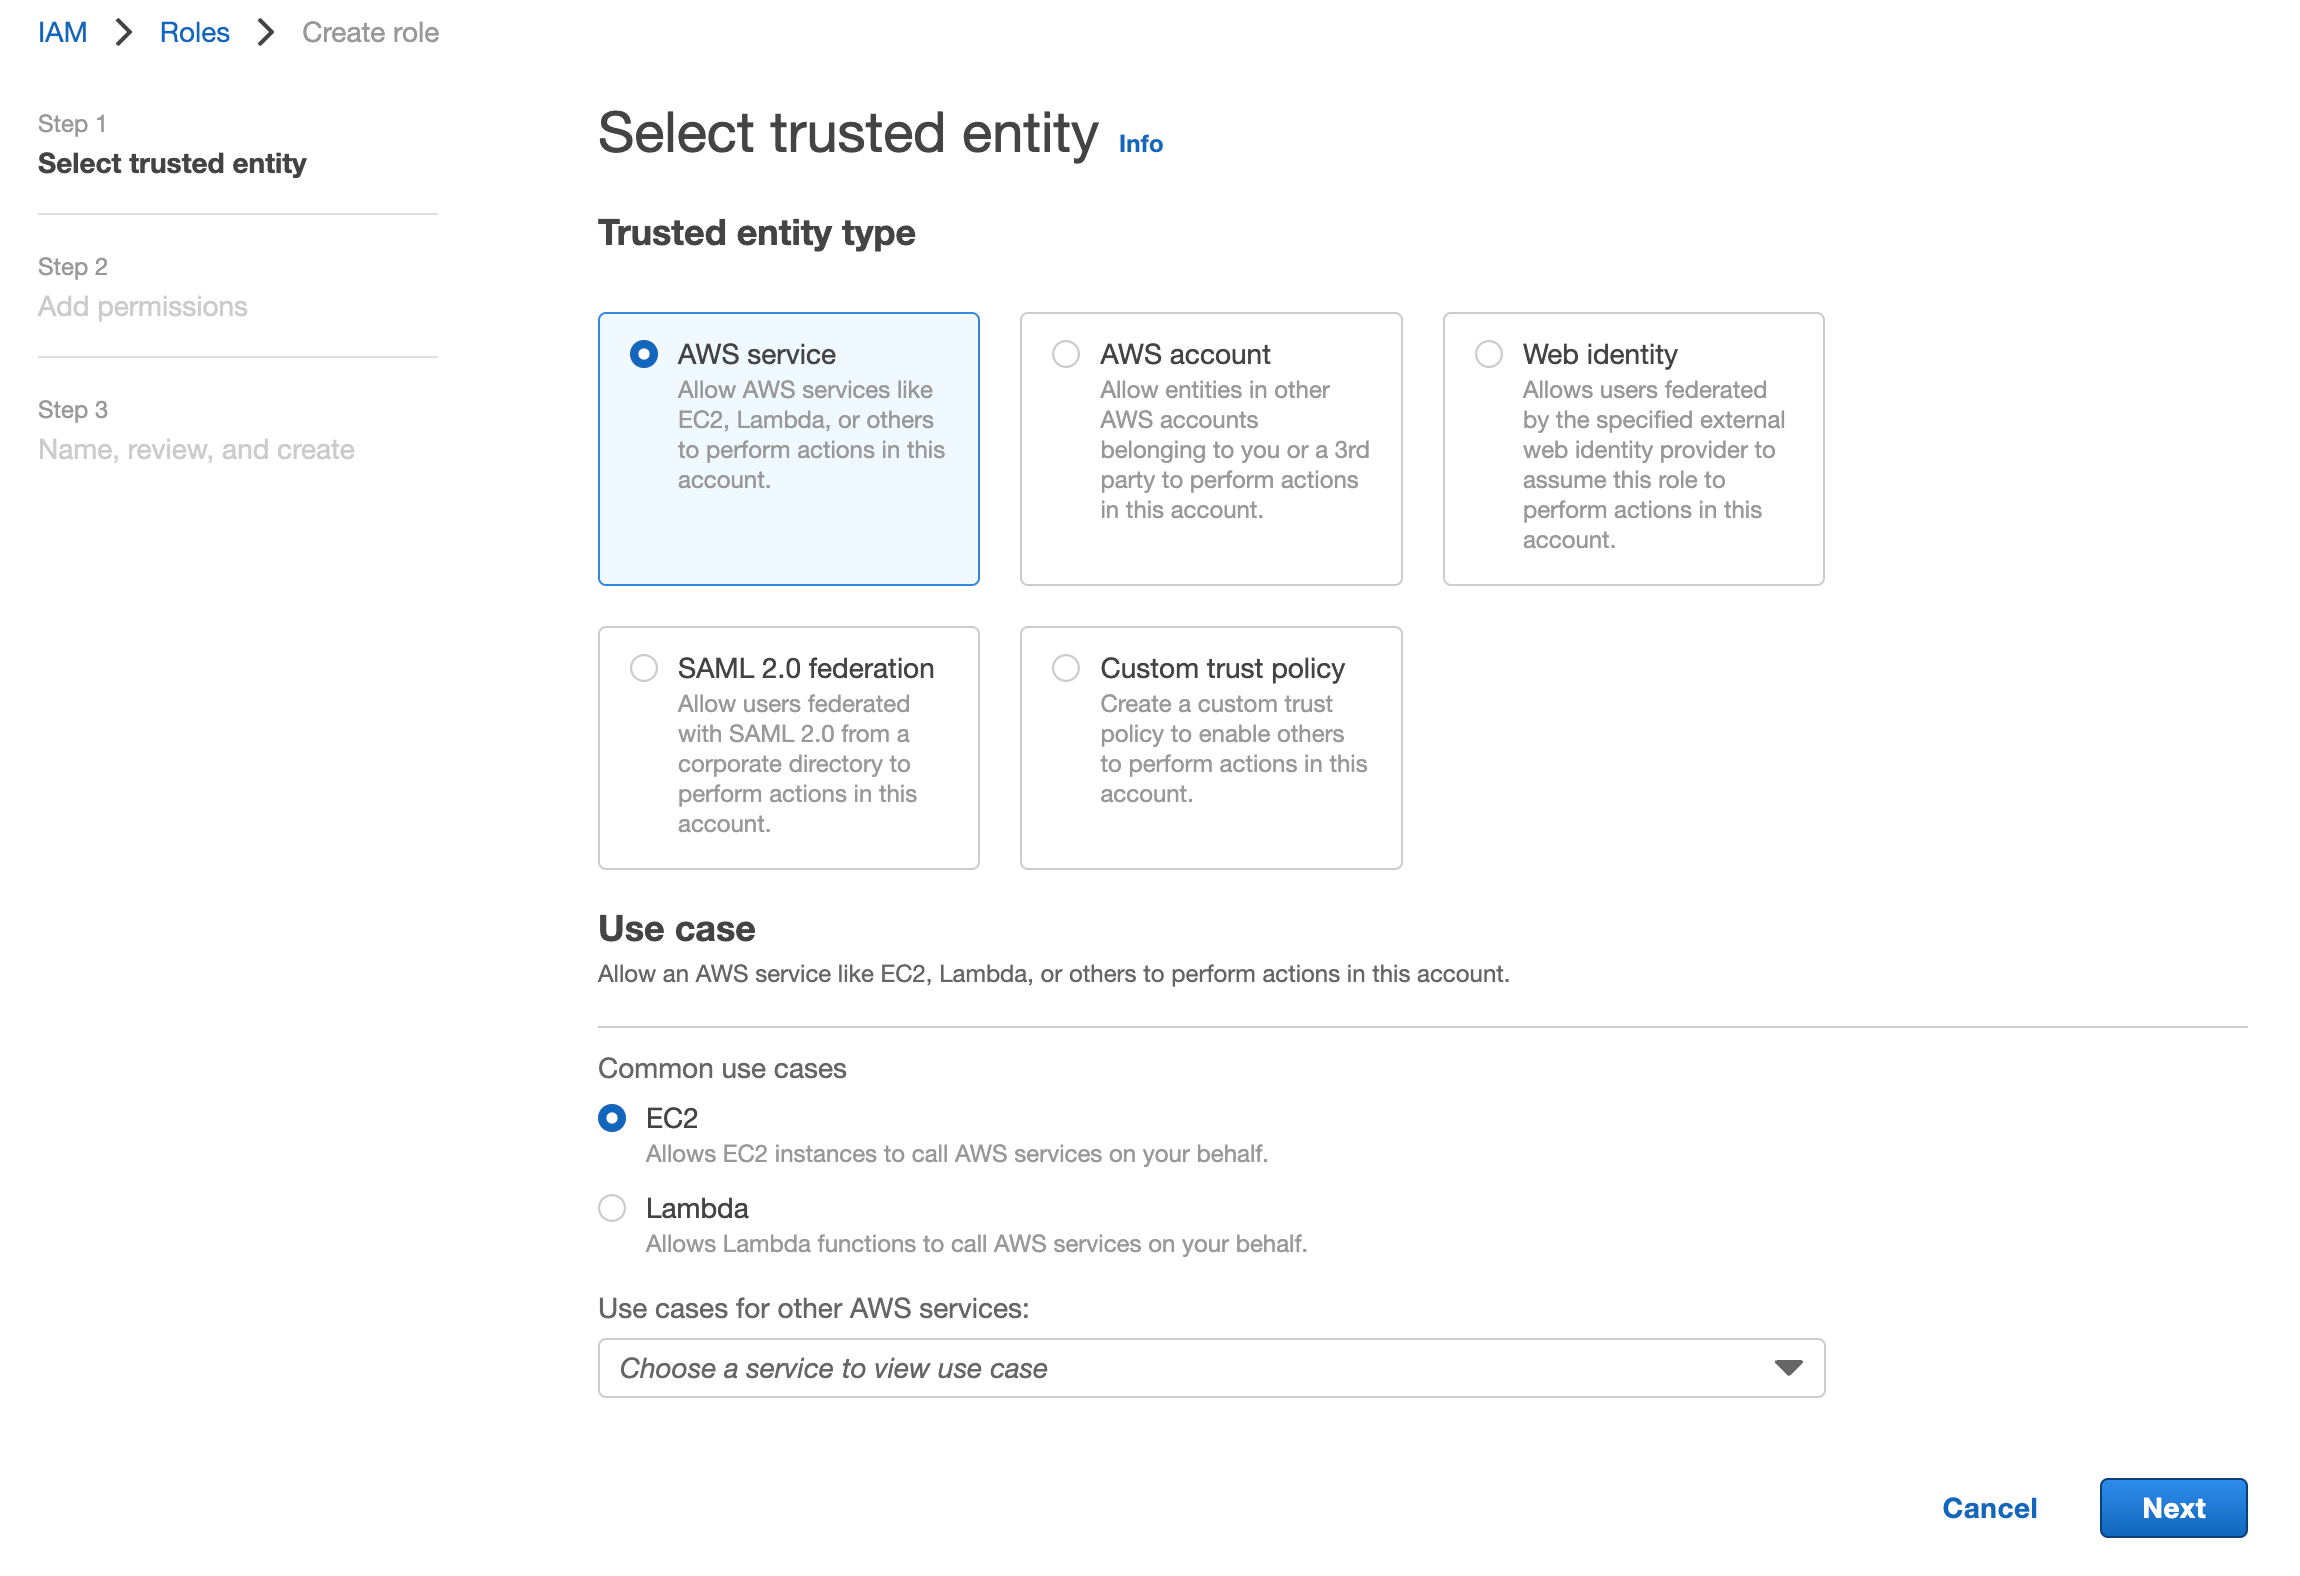 IAM > Roles > Create role
Step 1
Select trusted entity
Step 2
Add permissions
Step 3
Name, review, and create
Select trusted entity Info
Trusted entity type
AWS service
Allow AWS services like
EC2, Lambda, or others
to perform actions in this
account.
AWS account
Allow entities in other
AWS accounts
belonging to you or a 3rd
party to perform actions
in this account.
Web identity
Allows users federated
by the specified external
web identity provider to
assume this role to
perform actions in this
account.
SAML 2.0 federation
Allow users federated
with SAML 2.0 from a
corporate directory to
perform actions in this
account.
Custom trust policy
Create a custom trust
policy to enable others
to perform actions in this
account.
Use case
Allow an AWS service like EC2, Lambda, or others to perform actions in this account.
Common use cases
EC2
Allows EC2 instances to call AWS services on your behalf.
Lambda
Allows Lambda functions to call AWS services on your behalf.
Use cases for other AWS services:
Choose a service to view use case
Cancel
Next